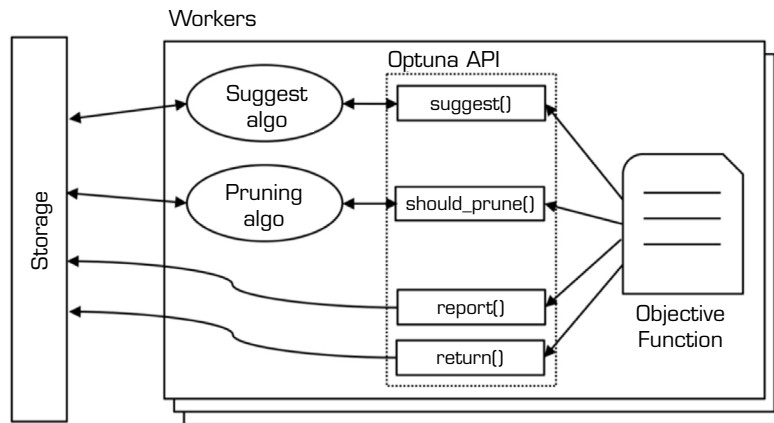 Workers
Optuna API
Suggest
algo
suggest()
Pruning
algo
should_prune()
Storage
report()
return()
Objective
Function